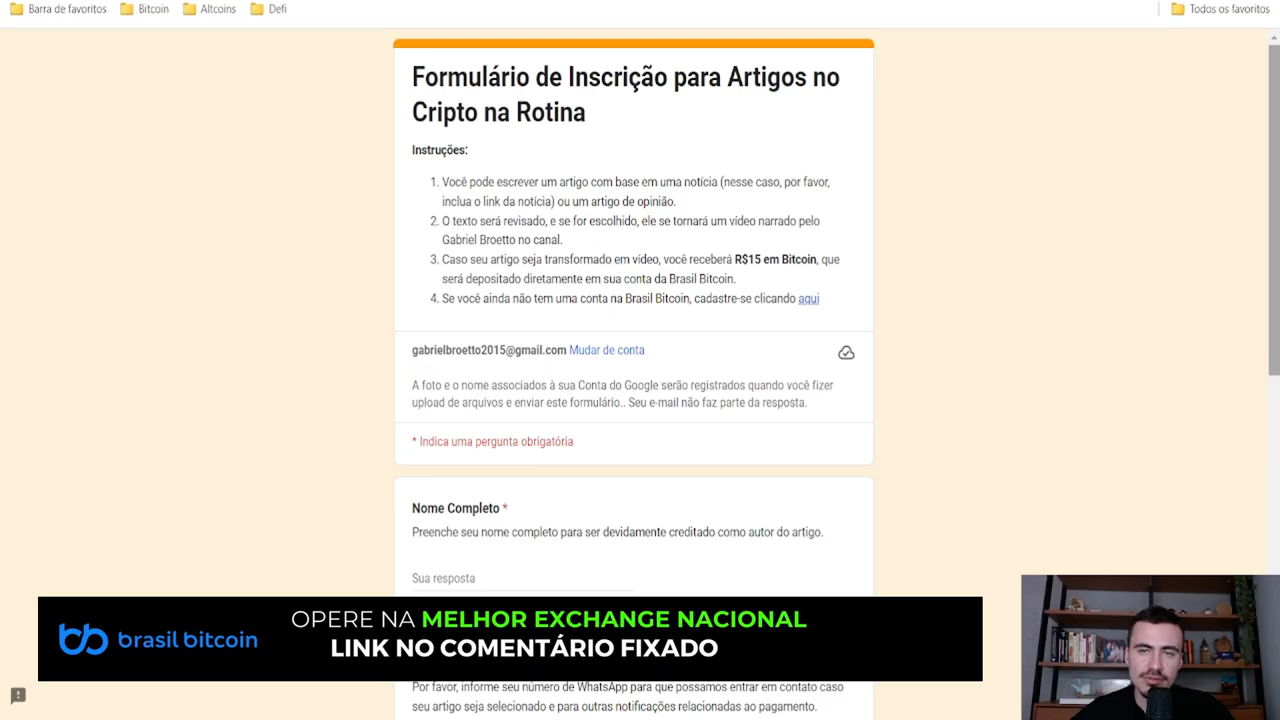 Barra de favoritos Bitcoin Altcoins Defi Todos os favoritos
Formulário de Inscrição para Artigos no
Cripto na Rotina
Instruções:
1. Você pode escrever um artigo com base em uma notícia (nesse caso, por favor,
inclua o link da notícia) ou um artigo de opinião.
2. O texto será revisado, e se for escolhido, ele se tornará um vídeo narrado pelo
Gabriel Broetto no canal.
3. Caso seu artigo seja transformado em vídeo, você receberá R$15 em Bitcoin, que
será depositado diretamente em sua conta da Brasil Bitcoin.
4. Se você ainda não tem uma conta na Brasil Bitcoin, cadastre-se clicando aqui
gabrielbroetto2015@gmail.com Mudar de conta
A foto e o nome associados à sua Conta do Google serão registrados quando você fizer
upload de arquivos e enviar este formulário.. Seu e-mail não faz parte da resposta.
* Indica uma pergunta obrigatória
Nome Completo *
Preenche seu nome completo para ser devidamente creditado como autor do artigo.
Sua resposta
OPERE NA MELHOR EXCHANGE NACIONAL
brasil bitcoin
LINK NO COMENTÁRIO FIXADO
Por favor, informe seu número de WhatsApp para que possamos entrar em contato caso
seu artigo seja selecionado e para outras notificações relacionadas ao pagamento.